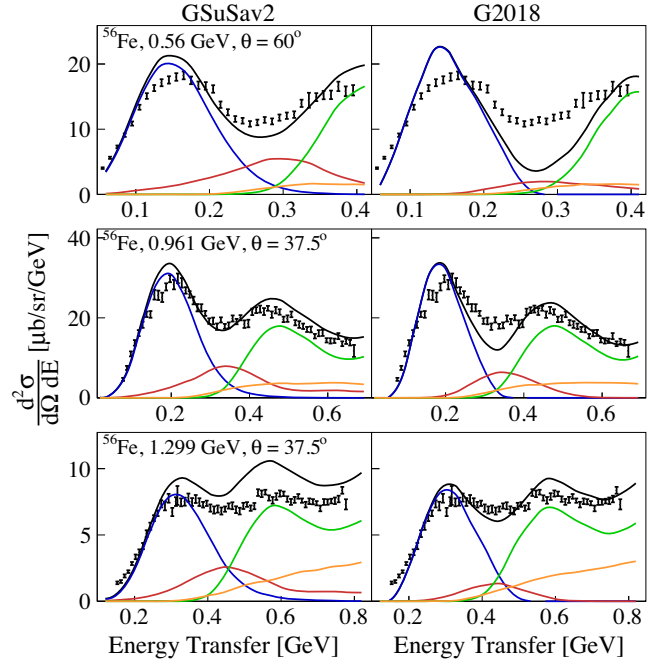 GSuSav2 G2018
⁵⁶Fe, 0.56 GeV, θ = 60°
20
10
0
0.1 0.2 0.3 0.4 0.1 0.2 0.3 0.4
⁵⁶Fe, 0.961 GeV, θ = 37.5°
40
20
0
0.2 0.4 0.6 0.2 0.4 0.6
d²σ/dΩ dE [μb/sr/GeV]
⁵⁶Fe, 1.299 GeV, θ = 37.5°
10
5
0
0.2 0.4 0.6 0.8 0.2 0.4 0.6 0.8
Energy Transfer [GeV] Energy Transfer [GeV]